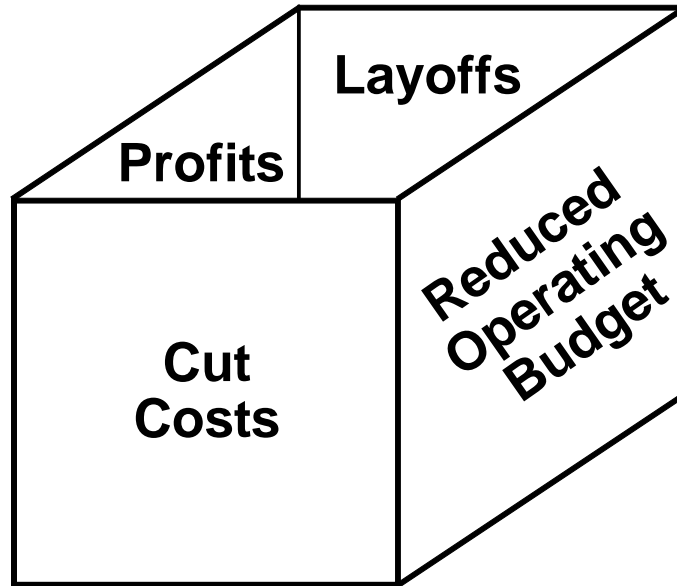 Layoffs
Profits
Reduced
Operating
Budget
Cut
Costs